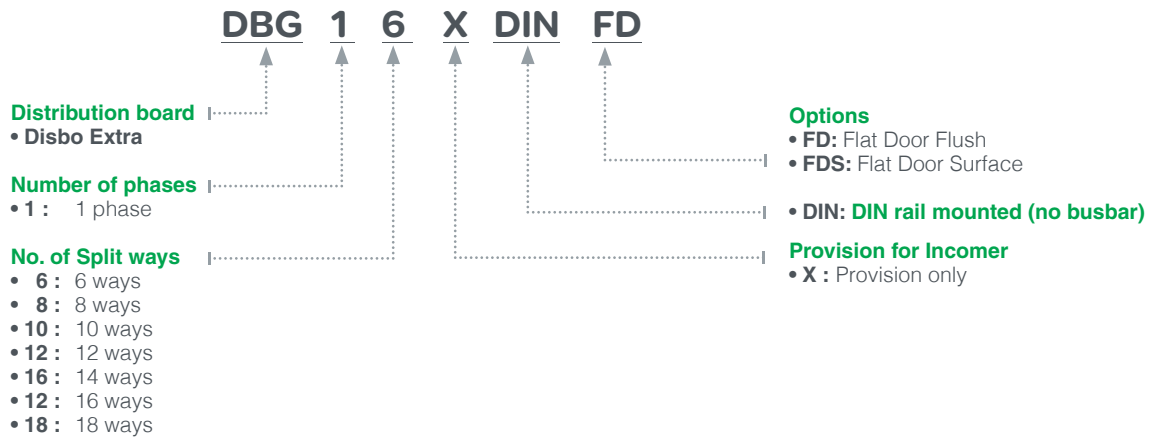 DBG 1 6 X DIN FD
Distribution board
• Disbo Extra
Number of phases
• 1 : 1 phase
No. of Split ways
• 6 : 6 ways
• 8 : 8 ways
• 10 : 10 ways
• 12 : 12 ways
• 16 : 14 ways
• 12 : 16 ways
• 18 : 18 ways
Options
• FD: Flat Door Flush
• FDS: Flat Door Surface
• DIN: DIN rail mounted (no busbar)
Provision for Incomer
• X : Provision only